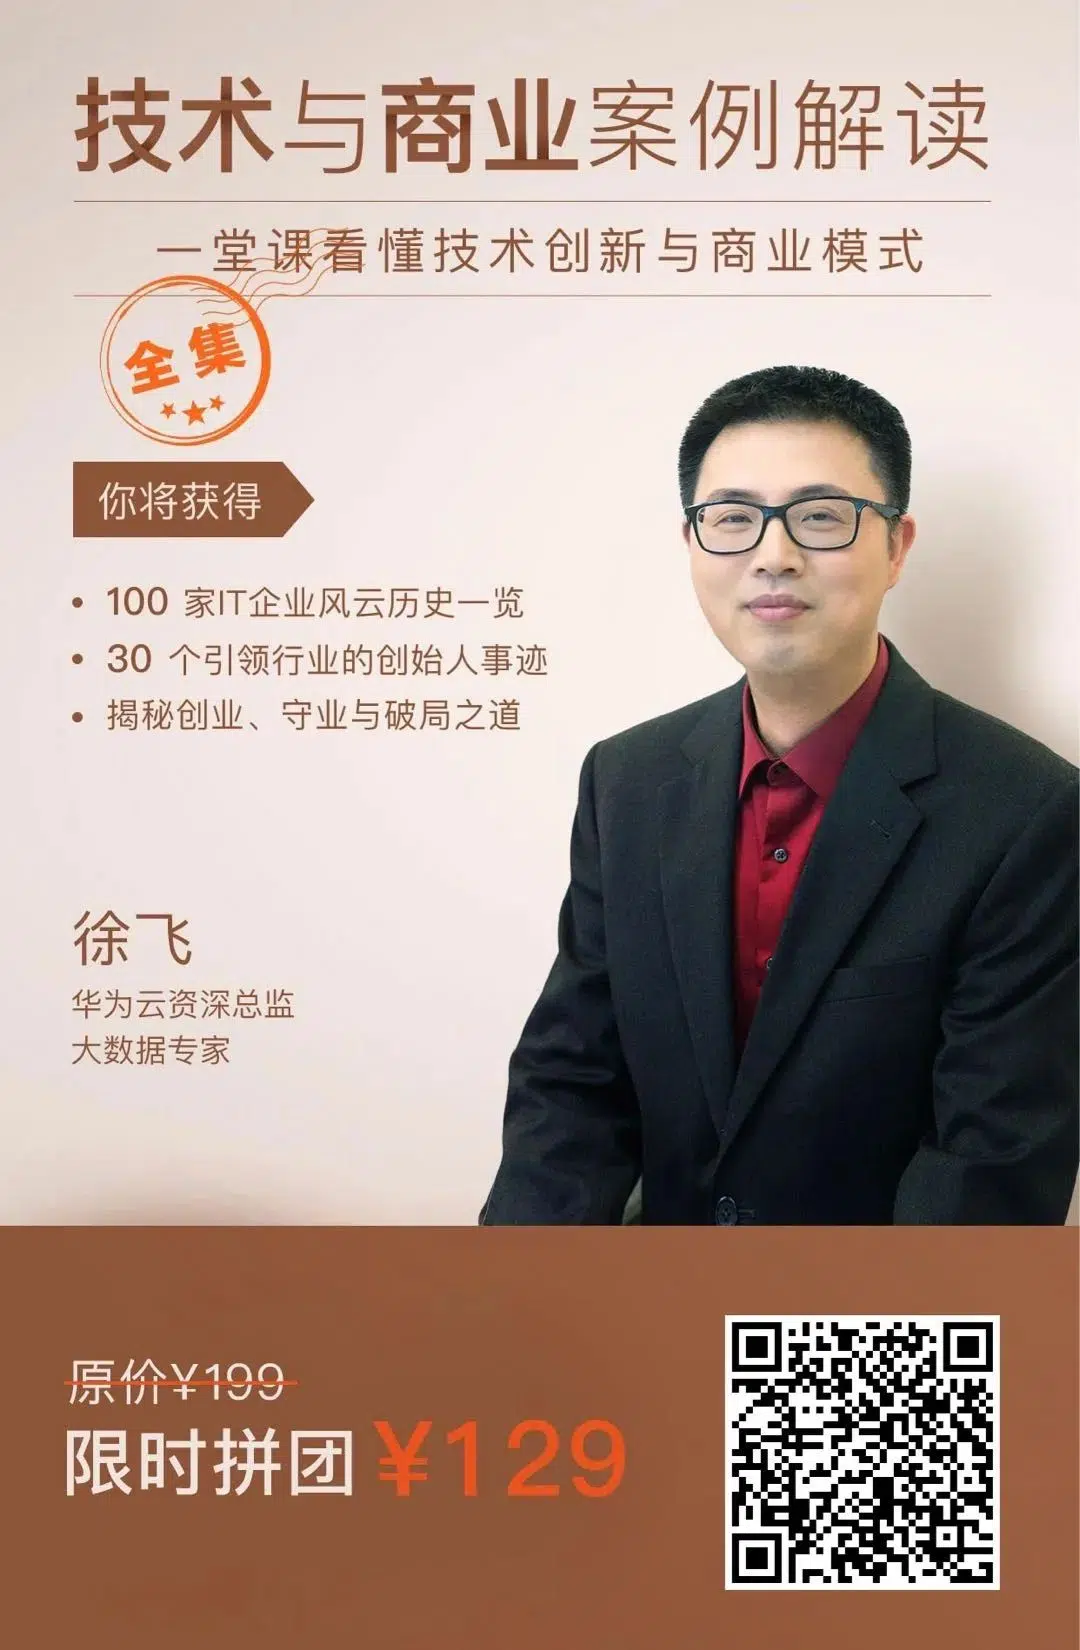 技术与商业案例解读
一堂课看懂技术创新与商业模式
全集
你将获得
• 100 家IT企业风云历史一览
• 30 个引领行业的创始人事迹
• 揭秘创业、守业与破局之道
徐飞
华为云资深总监
大数据专家
原价¥199
限时拼团¥129